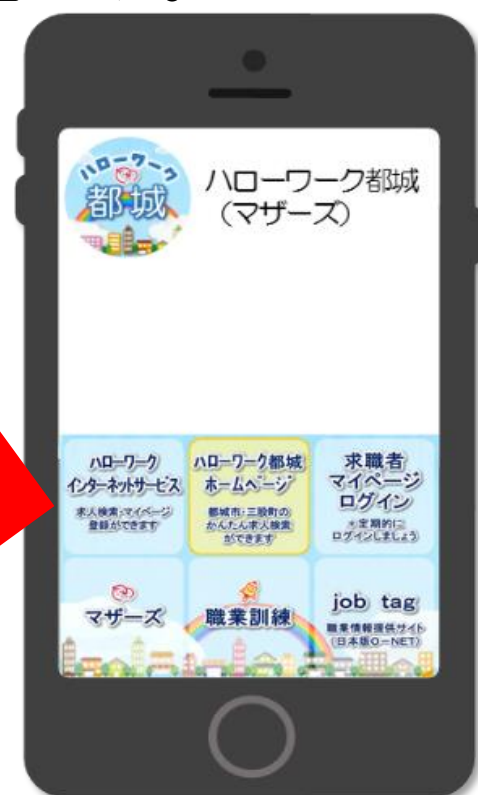 ハローワーク
都城
ハローワーク都城
(マザーズ)
ハローワーク
インターネットサービス
求人検索・マイページ
登録ができます
ハローワーク都城
ホームページ
都城市・三股町の
かんたん求人検索
ができます
求職者
マイページ
ログイン
*定期的に
ログインしましょう
マザーズ
職業訓練
job tag
職業情報提供サイト
(日本版O-NET)